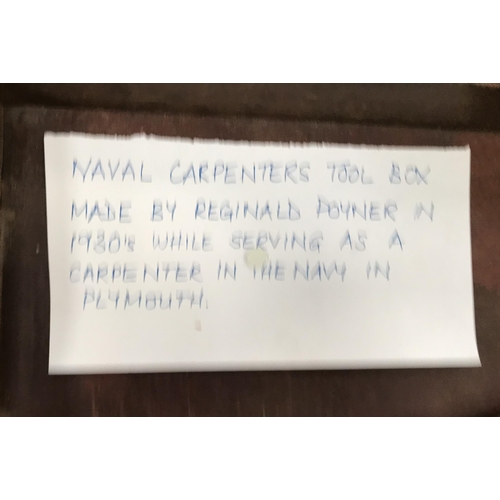 NAVAL CARPENTERS TOOL BOX
MADE BY REGINALD POYNER IN
1930's WHILE SERVING AS A
CARPENTER IN THE NAVY IN
PLYMOUTH.